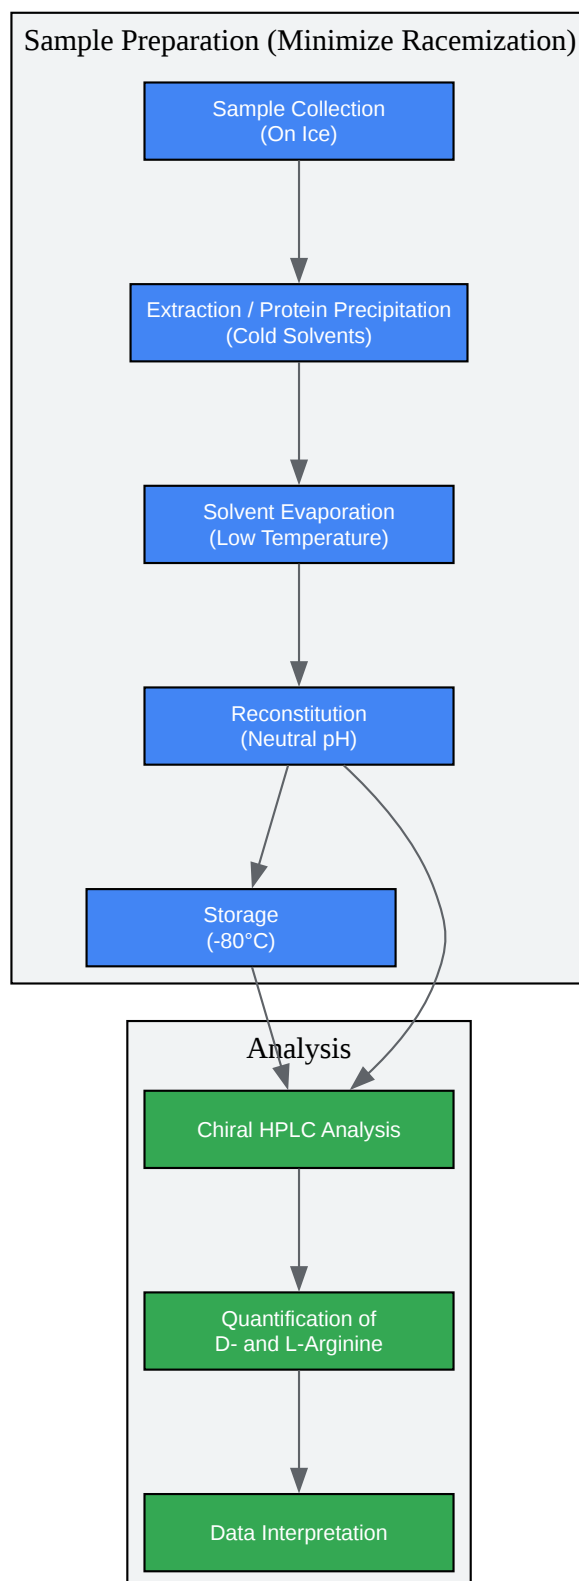 Sample Preparation (Minimize Racemization)
Sample Collection
(On Ice)
Extraction / Protein Precipitation
(Cold Solvents)
Solvent Evaporation
(Low Temperature)
Reconstitution
(Neutral pH)
Storage
(-80°C)
Analysis
Chiral HPLC Analysis
Quantification of
D- and L-Arginine
Data Interpretation